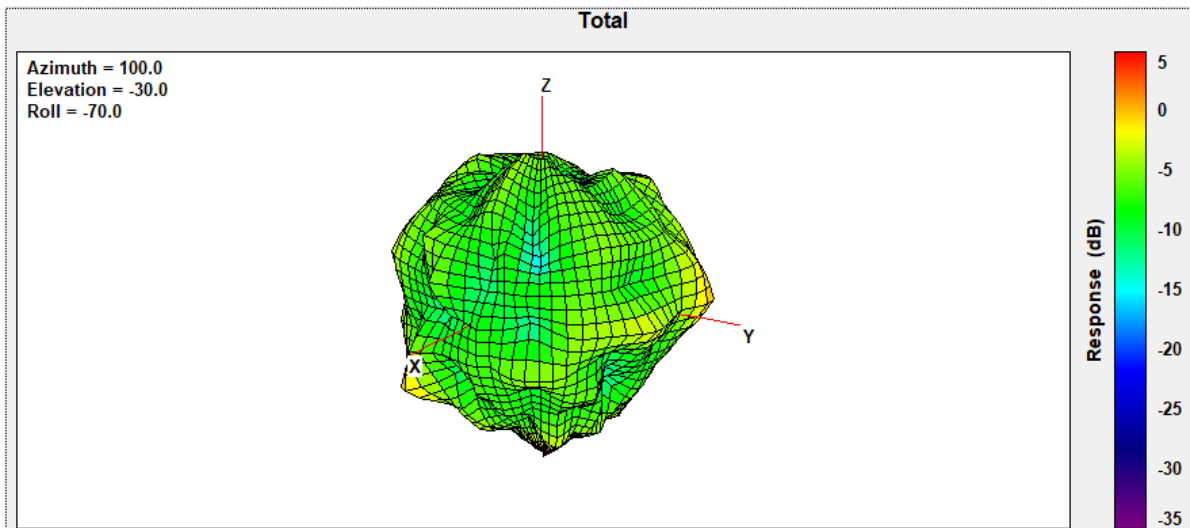 Total
Azimuth = 100.0
Elevation = -30.0
Roll = -70.0
Z
Y
X
Response (dB)
5
0
-5
-10
-15
-20
-25
-30
-35